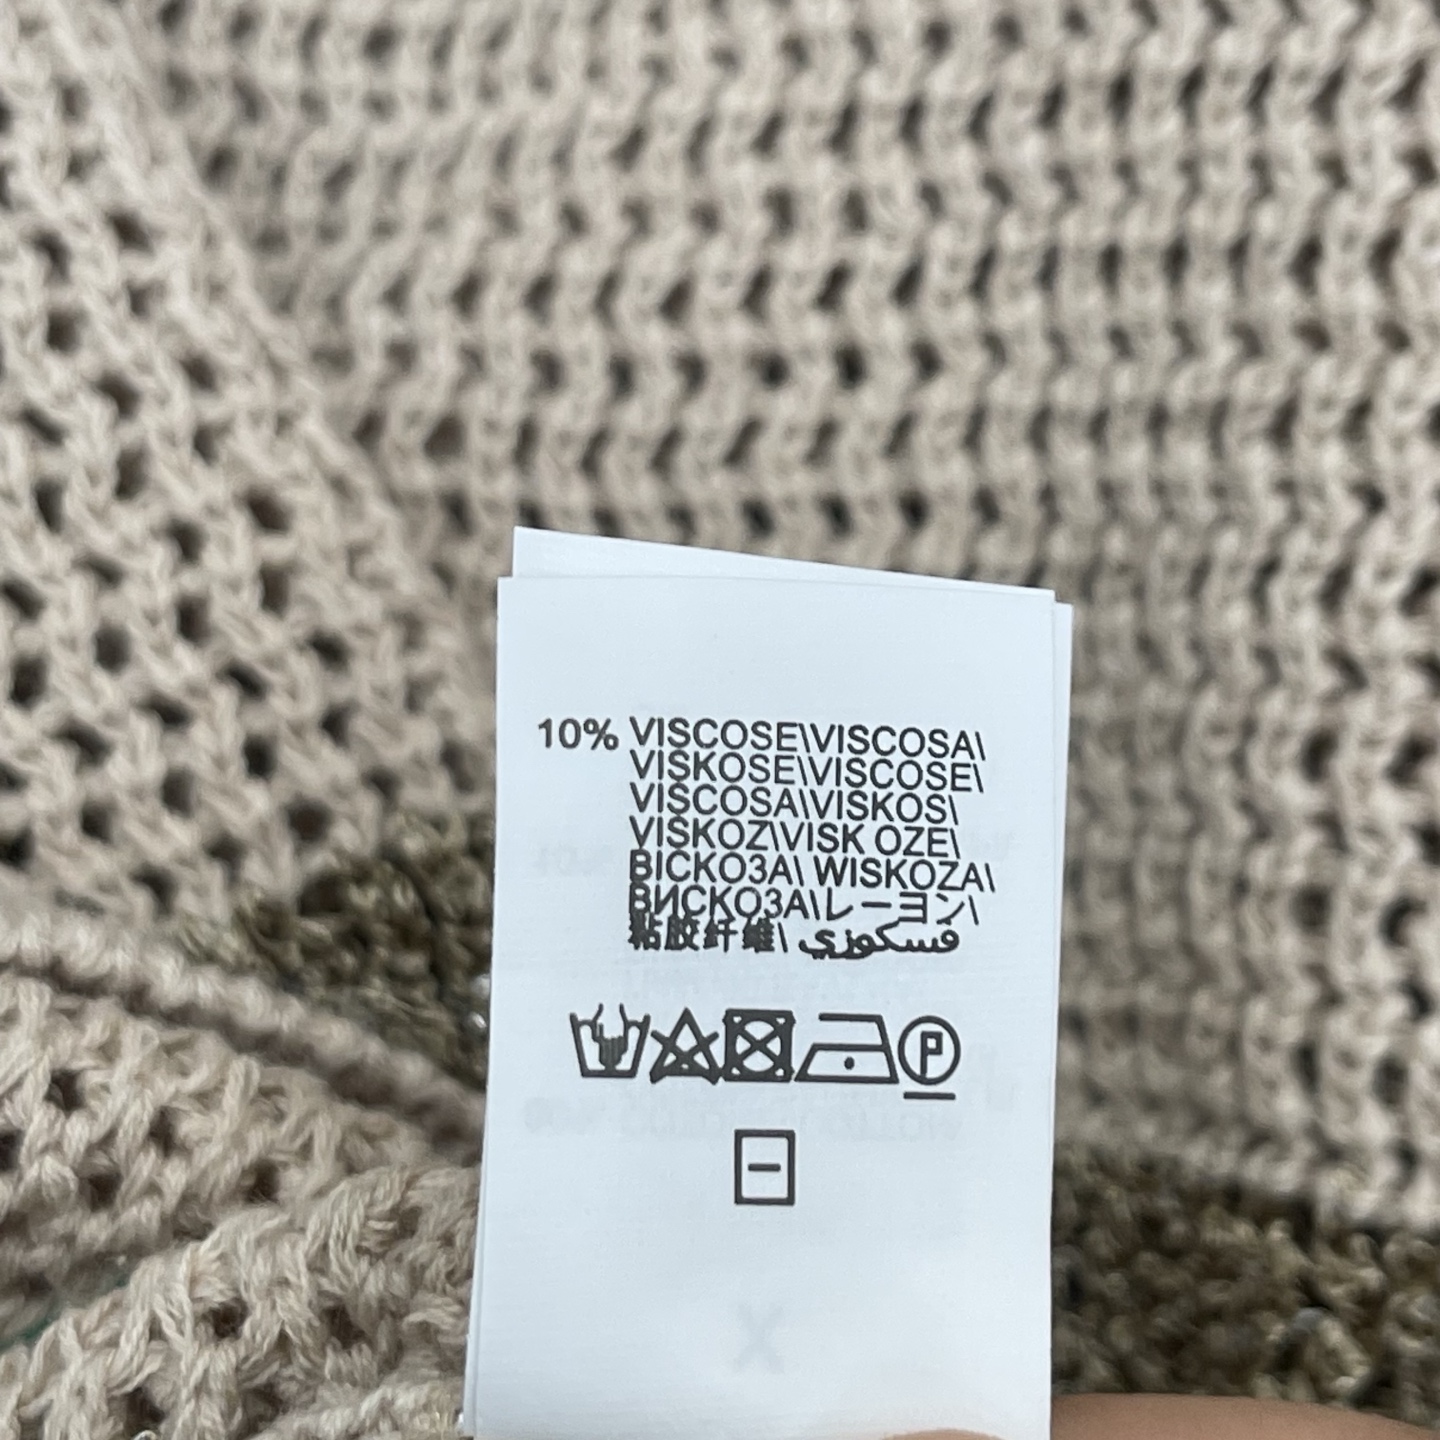 10% VISCOSE\VISCOSA\
VISKOSE\VISCOSE\
VISCOSA\VISKOS\
VISKOZ\VISK OZE\
ВІСКОЗА\ WISKOZA\
ВИСКОЗА\レーヨン\
粘胶纤维\ فسكوزي
P